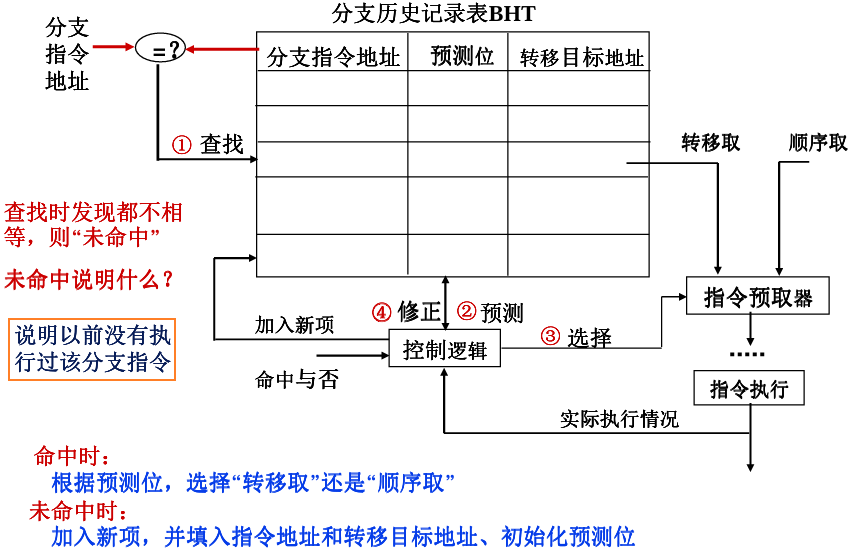 分支历史记录表BHT
分支
指令
地址
=?
分支指令地址 预测位 转移目标地址
① 查找
转移取 顺序取
查找时发现都不相
等，则“未命中”
未命中说明什么？
说明以前没有执
行过该分支指令
加入新项
④ 修正 ② 预测
指令预取器
③ 选择
控制逻辑
命中与否
指令执行
实际执行情况
命中时：
根据预测位，选择“转移取”还是“顺序取”
未命中时：
加入新项，并填入指令地址和转移目标地址、初始化预测位